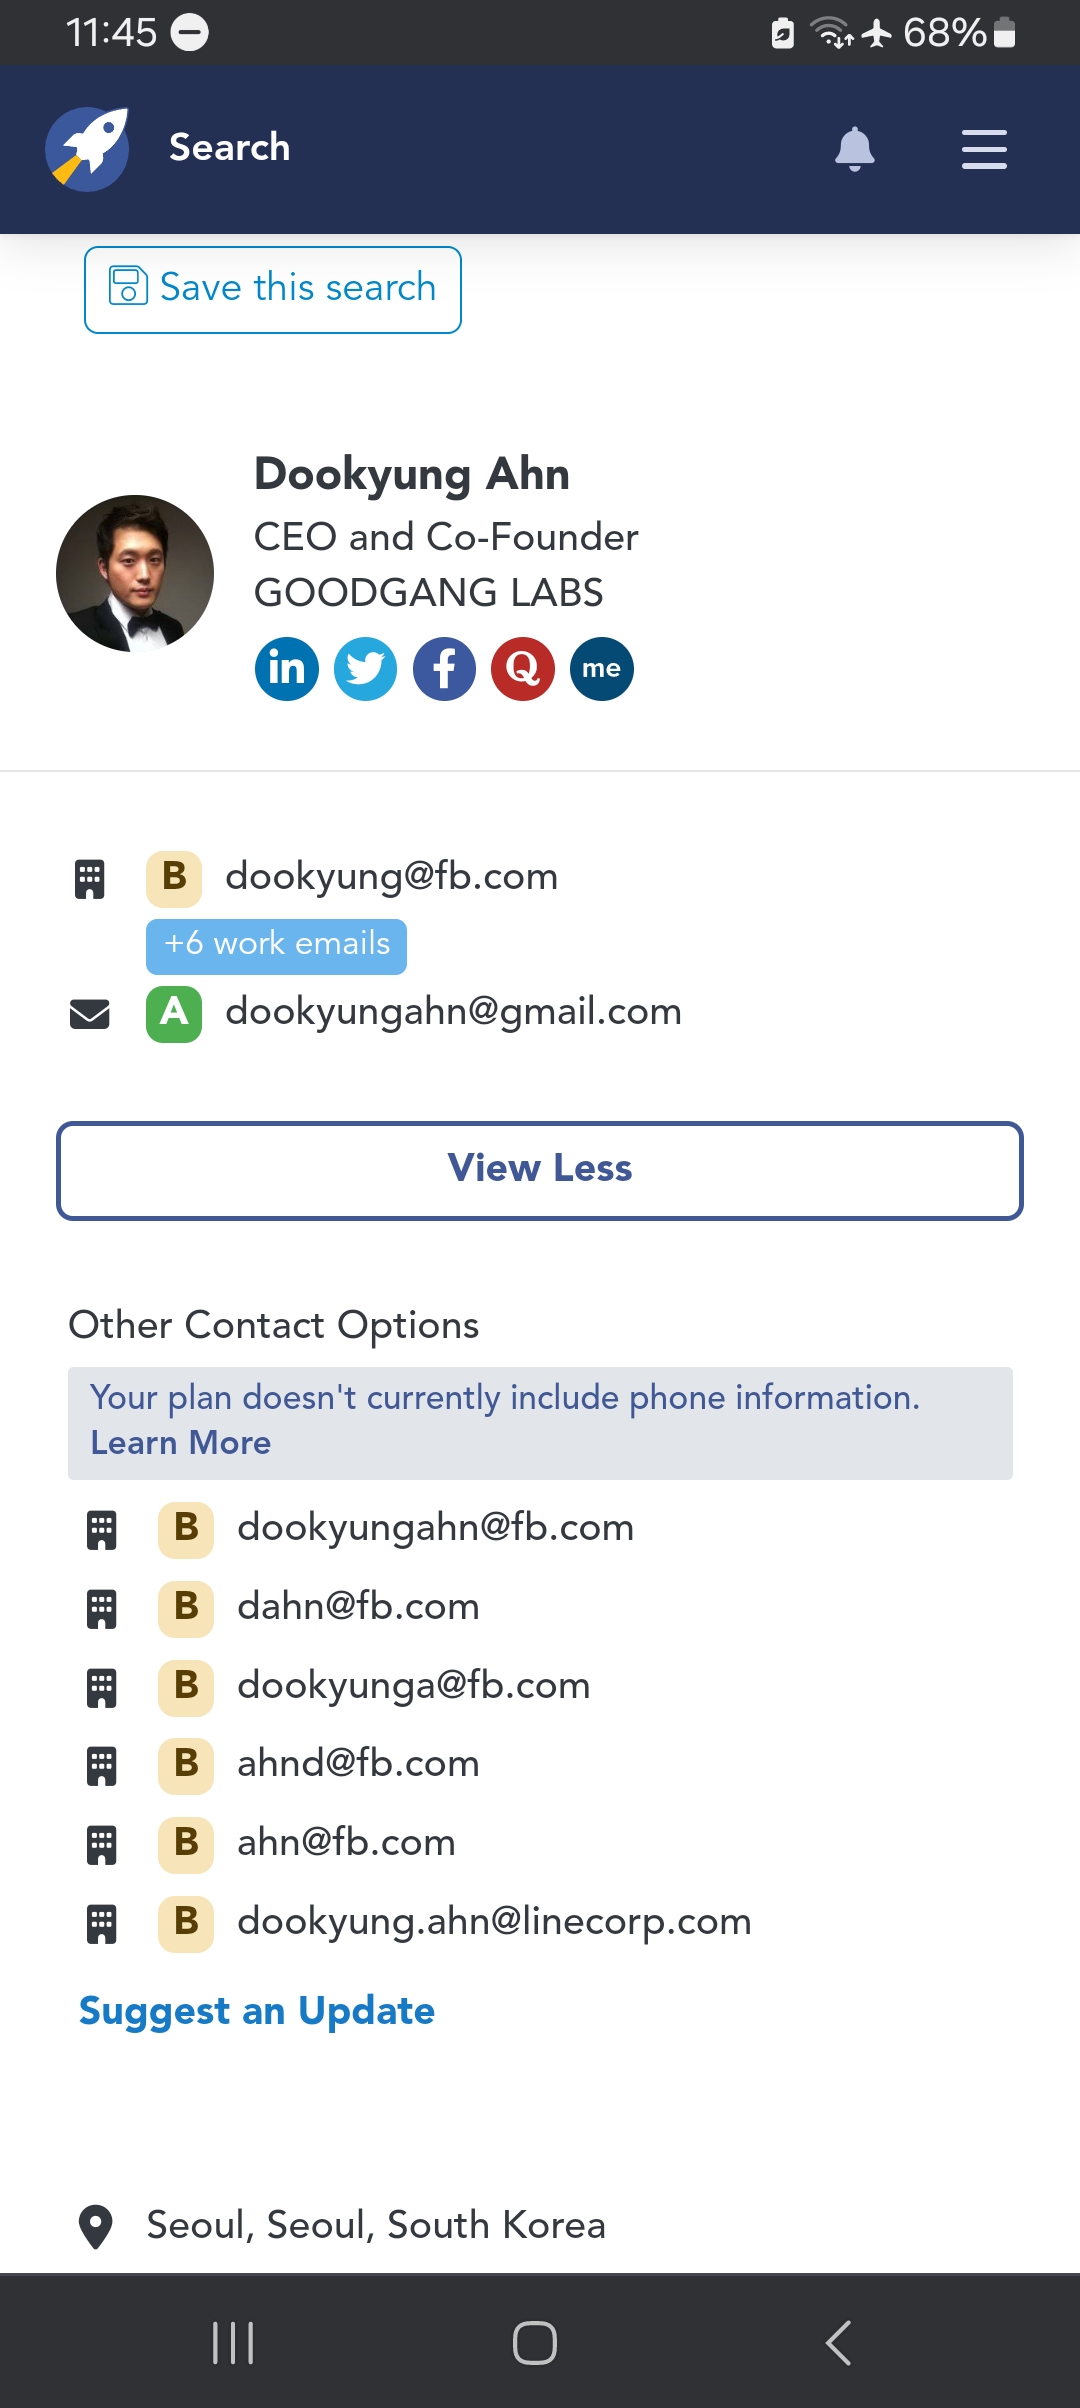 11:45
68%
Search
Save this search
Dookyung Ahn
CEO and Co-Founder
GOODGANG LABS
in f Q me
B dookyung@fb.com
+6 work emails
A dookyungahn@gmail.com
View Less
Other Contact Options
Your plan doesn't currently include phone information.
Learn More
B dookyungahn@fb.com
B dahn@fb.com
B dookyunga@fb.com
B ahnd@fb.com
B ahn@fb.com
B dookyung.ahn@linecorp.com
Suggest an Update
Seoul, Seoul, South Korea